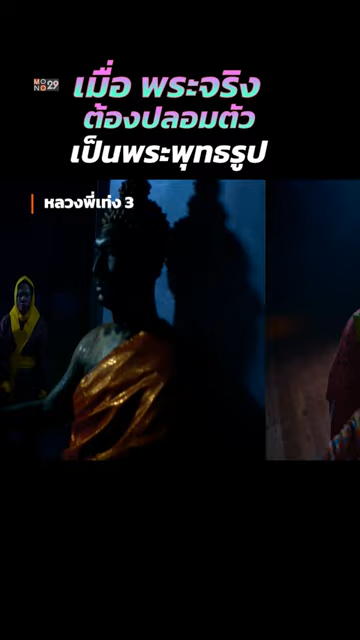 MONO29
เมื่อ พระจริง
ต้องปลอมตัว
เป็นพระพุทธรูป
หลวงพี่เท่ง 3